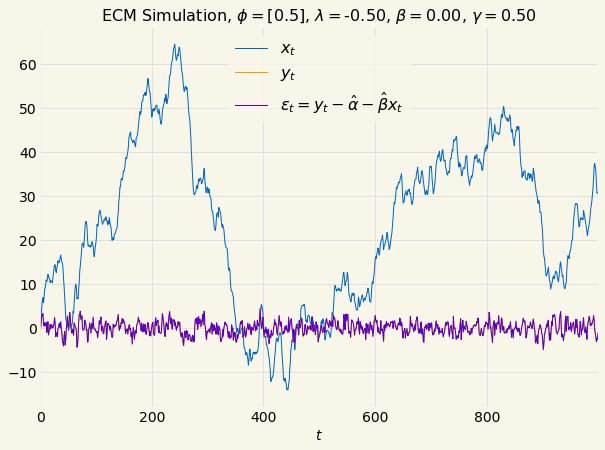 ECM Simulation, $\phi = [0.5]$, $\lambda =$-0.50, $\beta = 0.00$, $\gamma = 0.50$
$x_t$
$y_t$
$\varepsilon_t = y_t - \hat{\alpha} - \hat{\beta} x_t$
60
50
40
30
20
10
0
−10
0 200 400 600 800
$t$